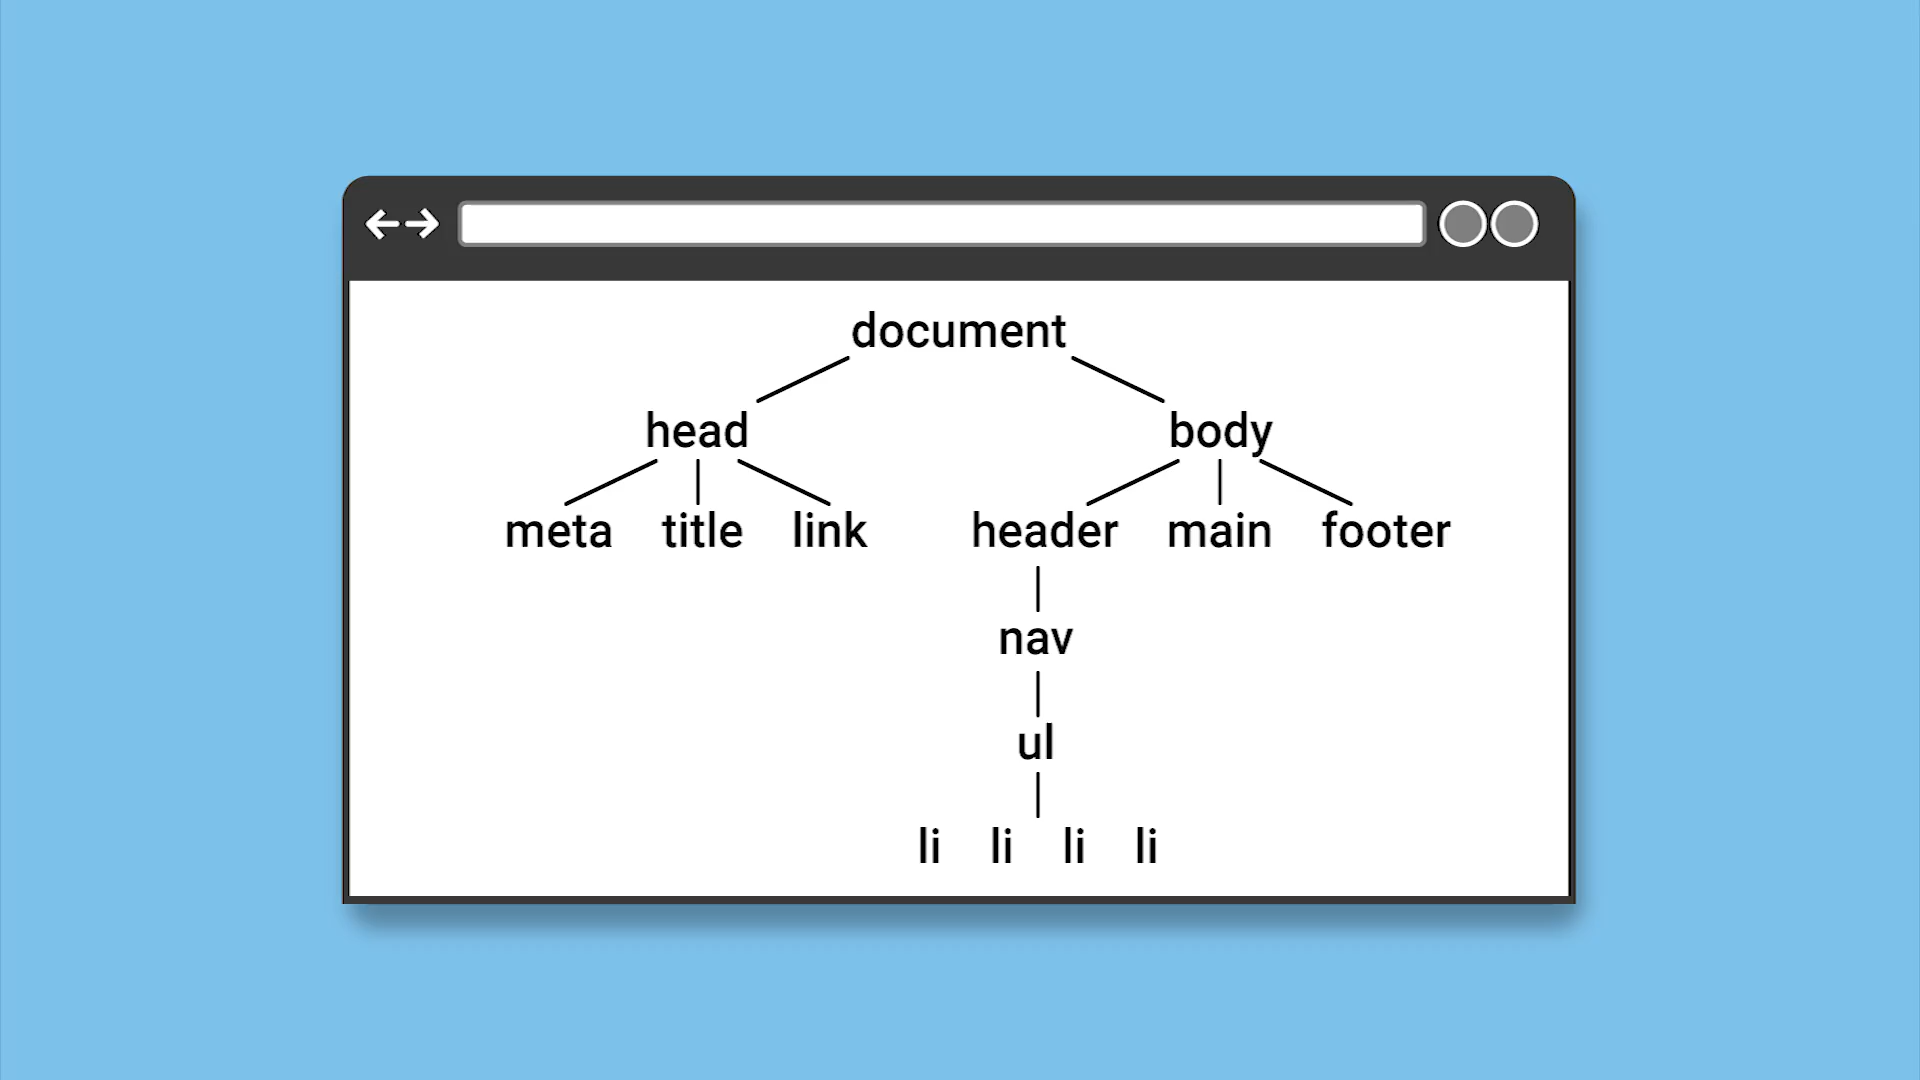 document
head body
meta title link header main footer
nav
ul
li li li li